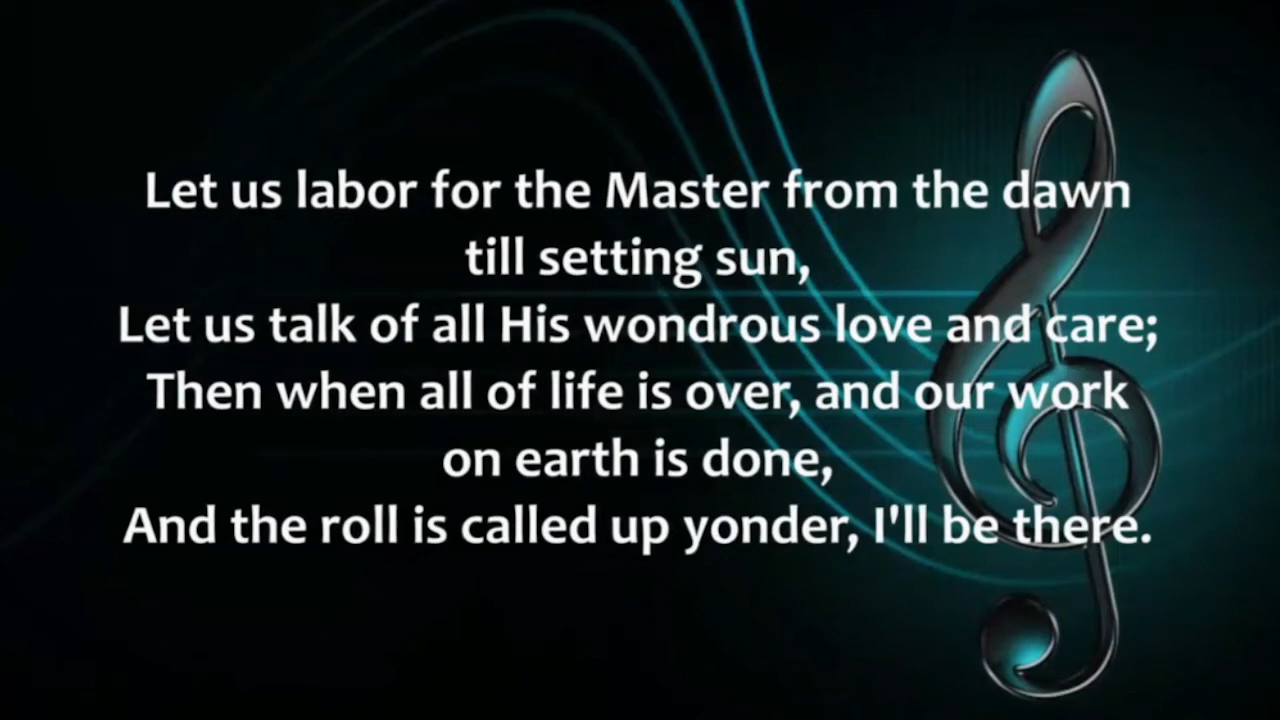 Let us labor for the Master from the dawn
till setting sun,
Let us talk of all His wondrous love and care;
Then when all of life is over, and our work
on earth is done,
And the roll is called up yonder, I'll be there.